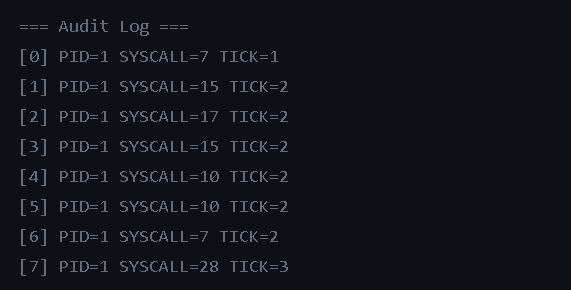 === Audit Log ===
[0] PID=1 SYSCALL=7 TICK=1
[1] PID=1 SYSCALL=15 TICK=2
[2] PID=1 SYSCALL=17 TICK=2
[3] PID=1 SYSCALL=15 TICK=2
[4] PID=1 SYSCALL=10 TICK=2
[5] PID=1 SYSCALL=10 TICK=2
[6] PID=1 SYSCALL=7 TICK=2
[7] PID=1 SYSCALL=28 TICK=3